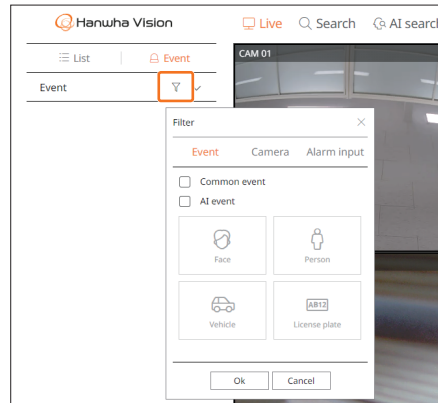 Hanwha Vision
Live Search AI search
List Event
CAM 01
Event
Filter
Event Camera Alarm input
Common event
AI event
Face Person
AB12
Vehicle License plate
Ok Cancel